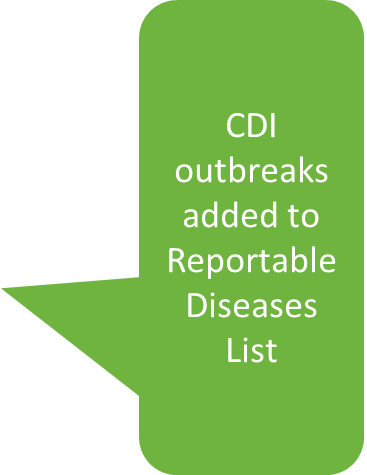 CDI
outbreaks
added to
Reportable
Diseases
List